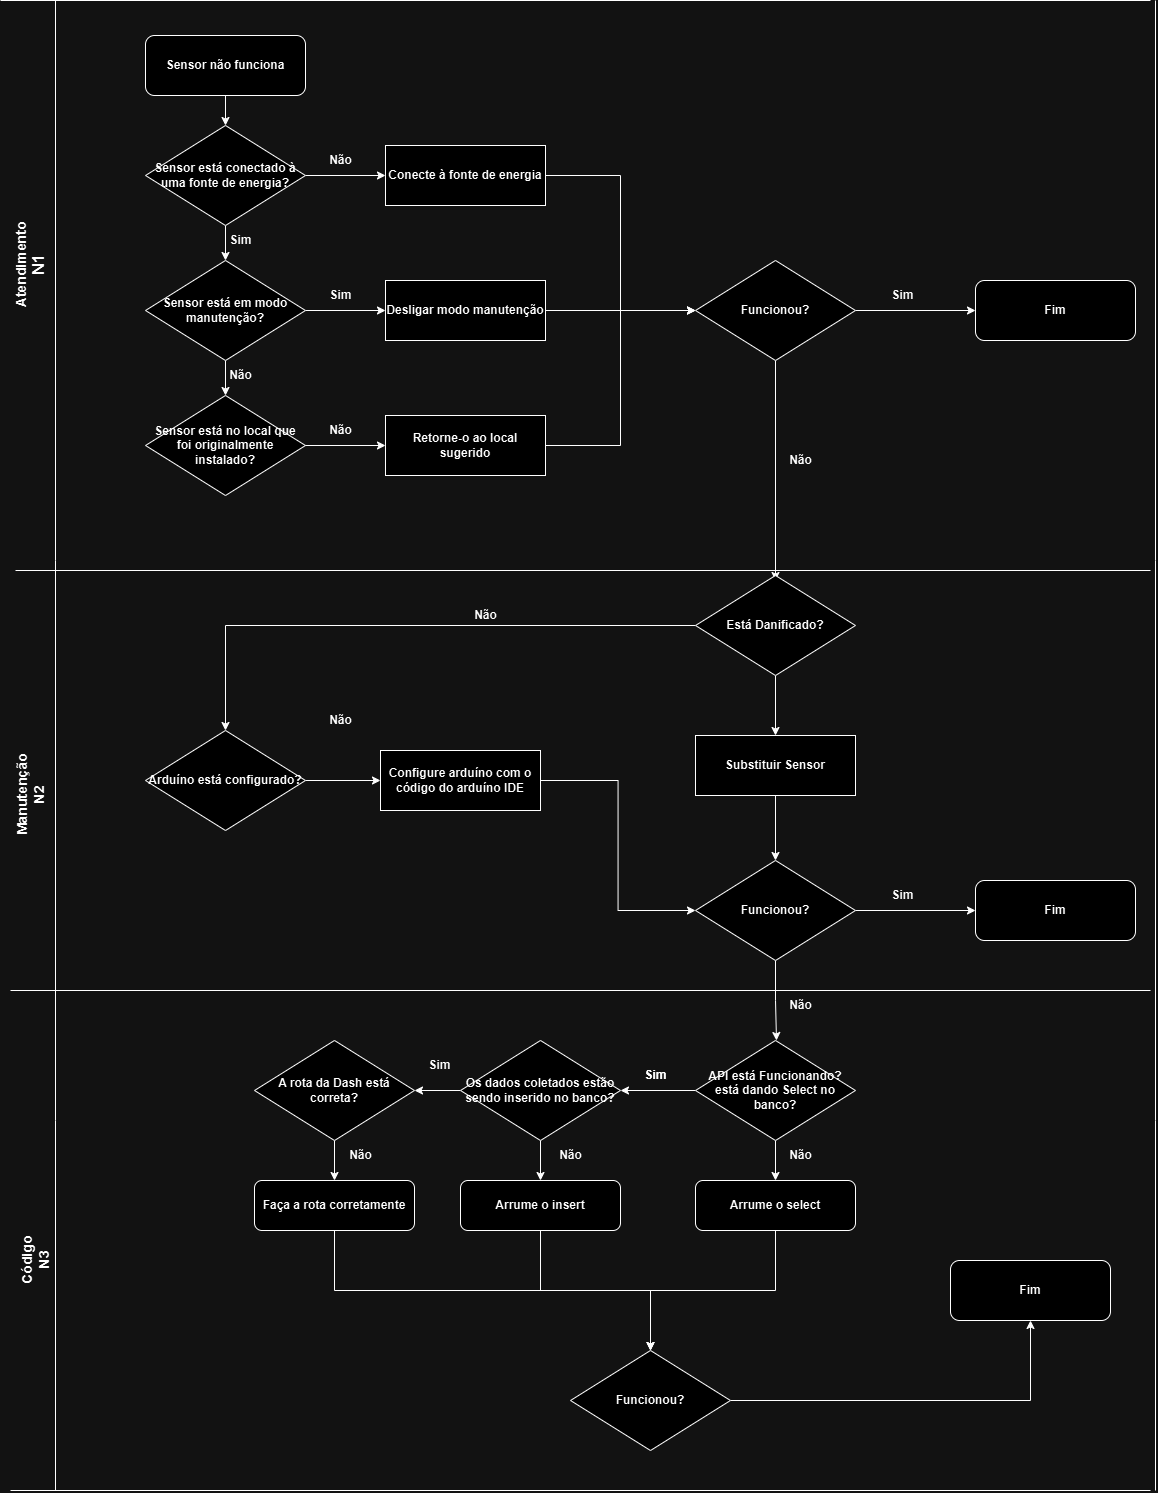 Atendimento
N1
Sensor não funciona
Sensor está conectado à
uma fonte de energia?
Não
Conecte à fonte de energia
Sim
Sensor está em modo
manutenção?
Sim
Desligar modo manutenção
Funcionou?
Sim
Fim
Não
Sensor está no local que
foi originalmente
instalado?
Não
Retorne-o ao local
sugerido
Não
Manutenção
N2
Está Danificado?
Não
Não
Arduíno está configurado?
Configure arduíno com o
código do arduíno IDE
Substituir Sensor
Funcionou?
Sim
Fim
Não
Código
N3
API está Funcionando?
está dando Select no
banco?
Sim
Os dados coletados estão
sendo inserido no banco?
Sim
A rota da Dash está
correta?
Não
Não
Não
Faça a rota corretamente
Arrume o insert
Arrume o select
Fim
Funcionou?